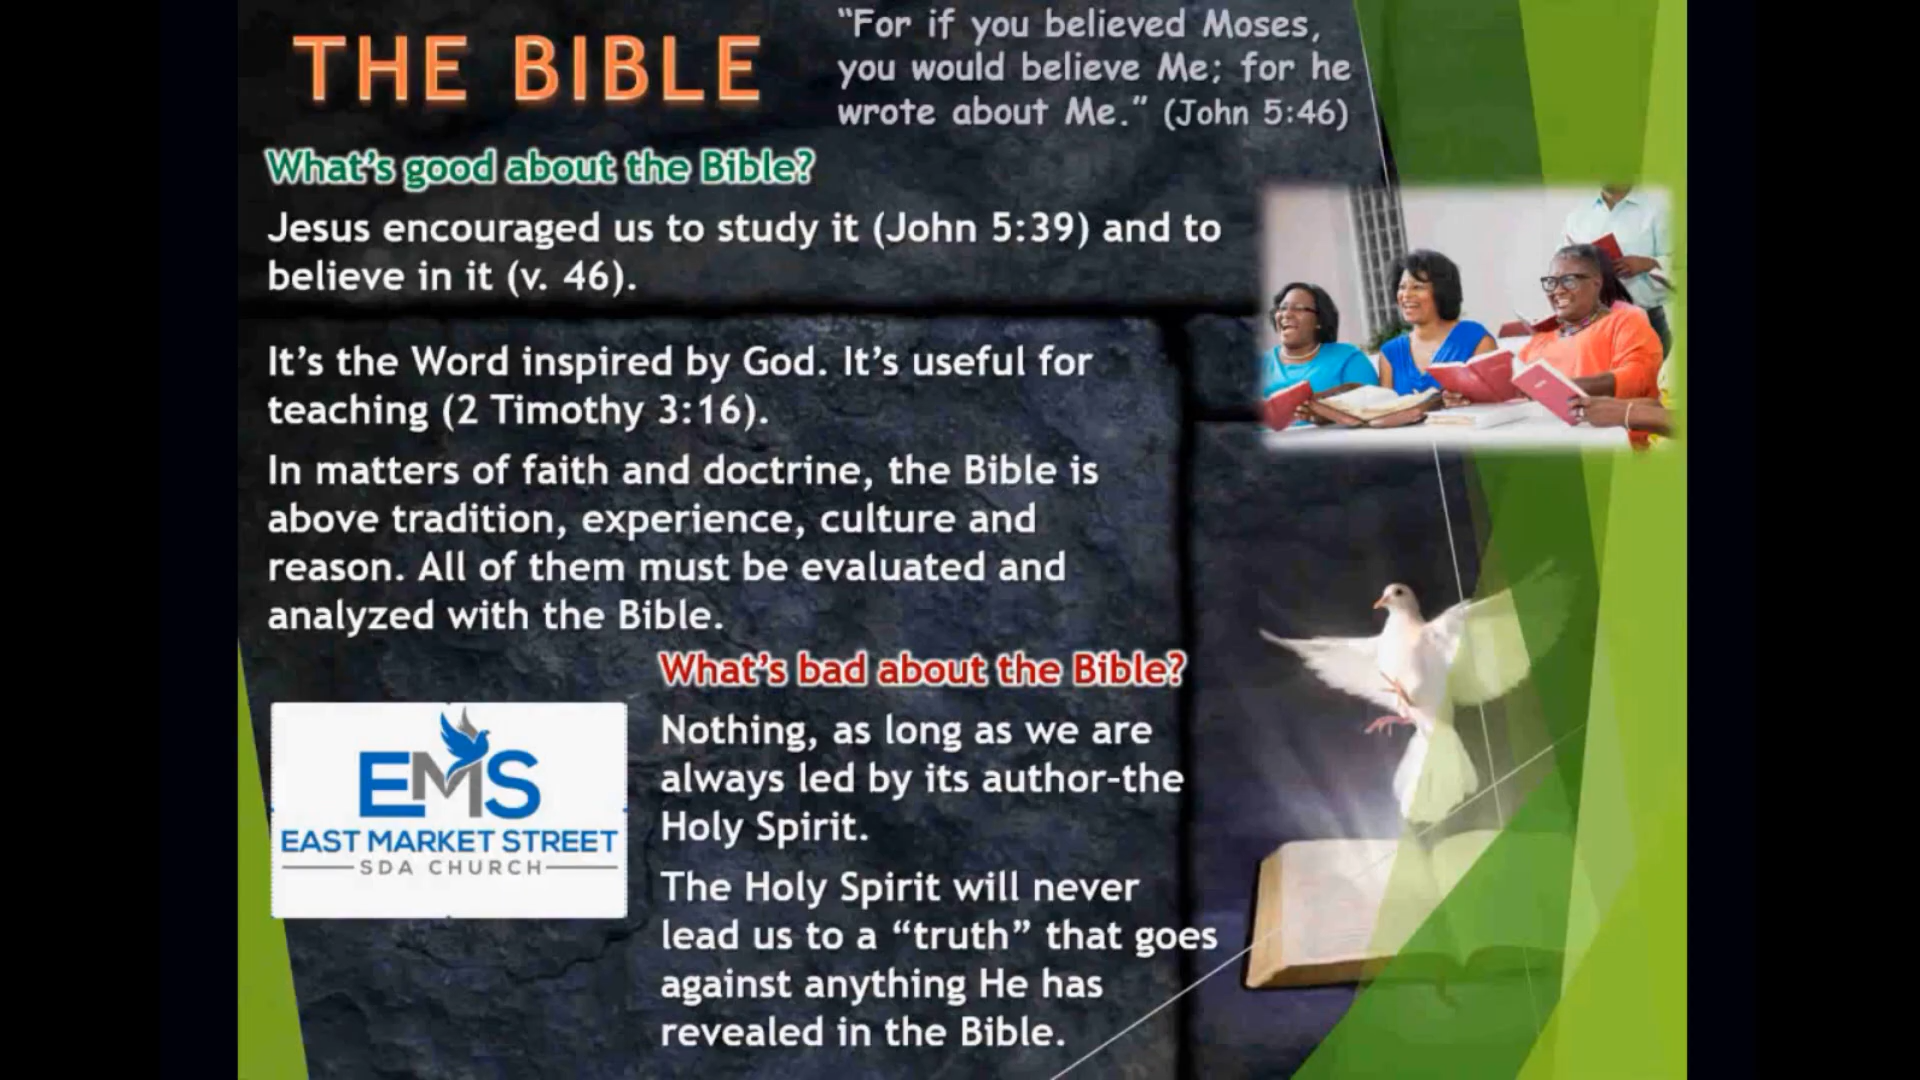 THE BIBLE
“For if you believed Moses,
you would believe Me; for he
wrote about Me.” (John 5:46)
What’s good about the Bible?
Jesus encouraged us to study it (John 5:39) and to
believe in it (v. 46).
It’s the Word inspired by God. It’s useful for
teaching (2 Timothy 3:16).
In matters of faith and doctrine, the Bible is
above tradition, experience, culture and
reason. All of them must be evaluated and
analyzed with the Bible.
What’s bad about the Bible?
Nothing, as long as we are
always led by its author-the
Holy Spirit.
The Holy Spirit will never
lead us to a “truth” that goes
against anything He has
revealed in the Bible.
EMS
EAST MARKET STREET
SDA CHURCH